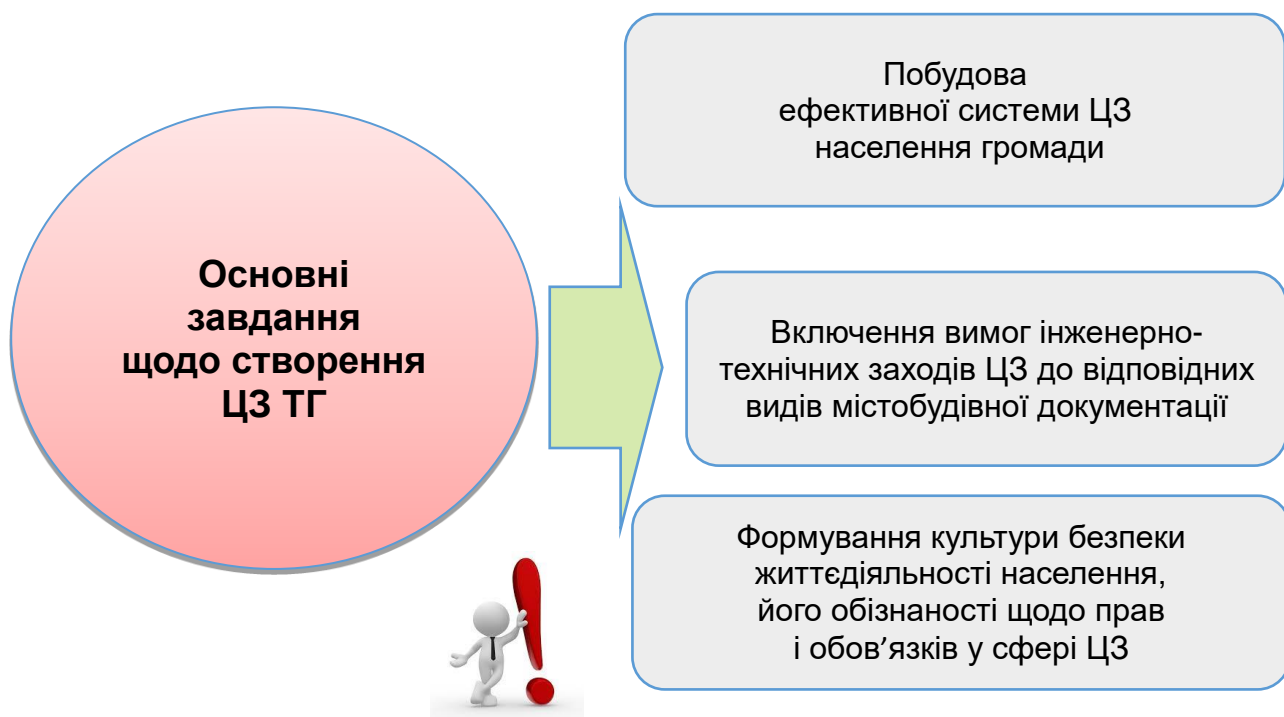 Основні
завдання
щодо створення
ЦЗ ТГ
Побудова
ефективної системи ЦЗ
населення громади
Включення вимог інженерно-
технічних заходів ЦЗ до відповідних
видів містобудівної документації
Формування культури безпеки
життєдіяльності населення,
його обізнаності щодо прав
і обов’язків у сфері ЦЗ